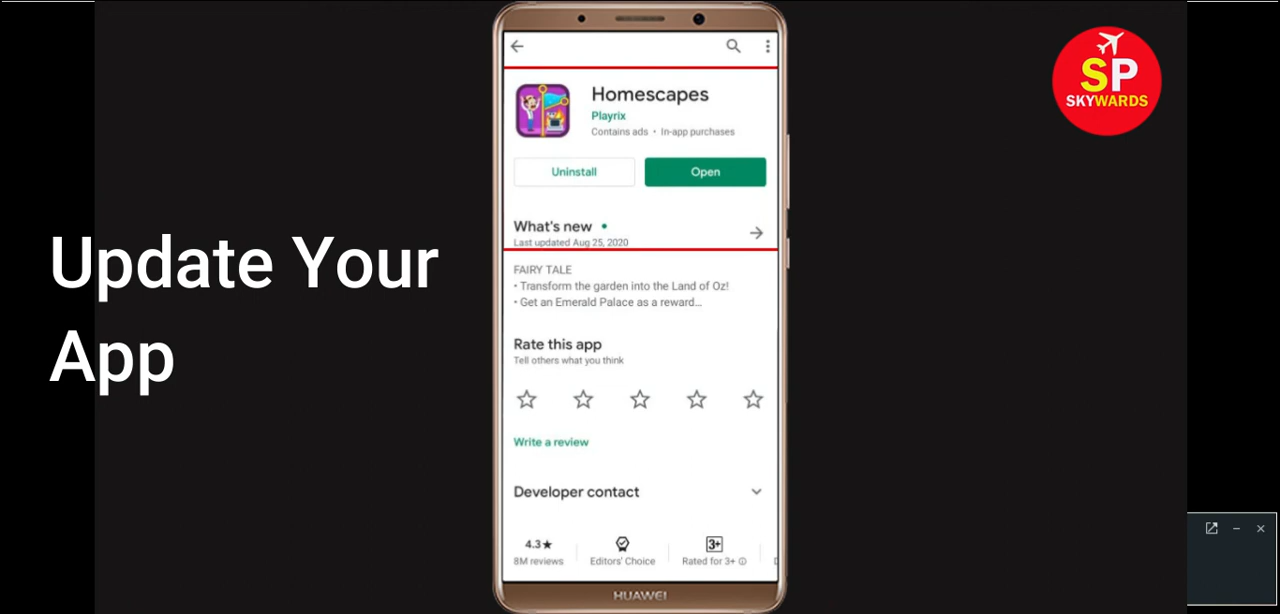 Update Your
App
Homescapes
Playrix
Contains ads • In-app purchases
Uninstall
Open
What's new •
Last updated Aug 25, 2020
FAIRY TALE
• Transform the garden into the Land of Oz!
• Get an Emerald Palace as a reward...
Rate this app
Tell others what you think
Write a review
Developer contact
4.3★
8M reviews
Editors' Choice
3+
Rated for 3+
HUAWEI
SP
SKYWARDS